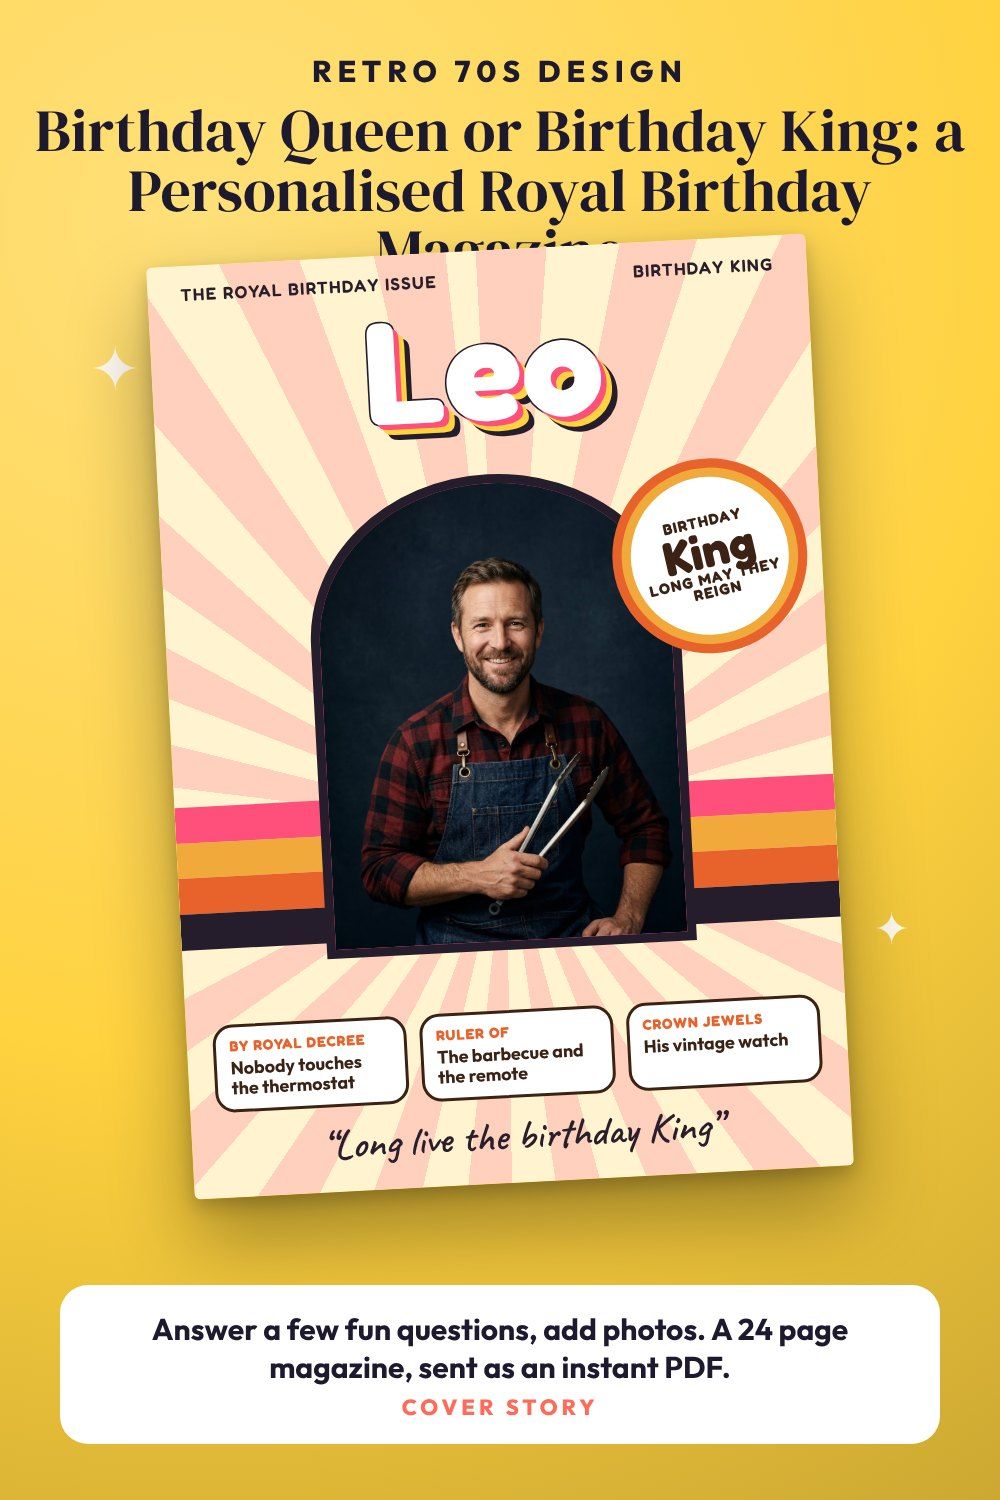 RETRO 70S DESIGN
Birthday Queen or Birthday King: a
Personalised Royal Birthday
Magazine
THE ROYAL BIRTHDAY ISSUE
BIRTHDAY KING
Leo
BIRTHDAY
King
LONG MAY THEY
REIGN
BY ROYAL DECREE
Nobody touches
the thermostat
RULER OF
The barbecue and
the remote
CROWN JEWELS
His vintage watch
“Long live the birthday King”
Answer a few fun questions, add photos. A 24 page
magazine, sent as an instant PDF.
COVER STORY